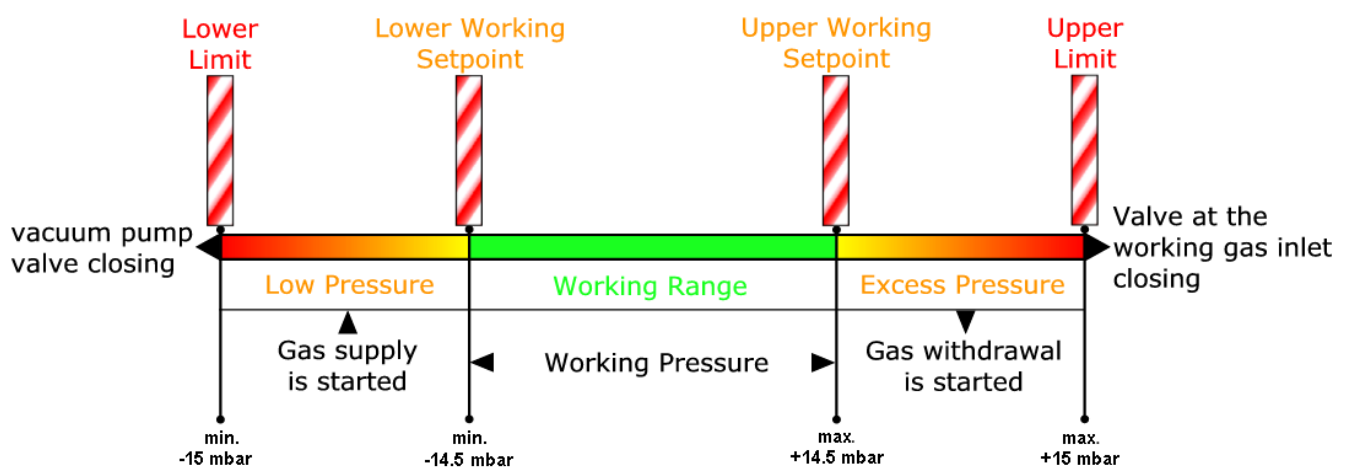 Lower
Limit
Lower Working
Setpoint
Upper Working
Setpoint
Upper
Limit
vacuum pump
valve closing
Valve at the
working gas inlet
closing
Low Pressure
Working Range
Excess Pressure
Gas supply
is started
Working Pressure
Gas withdrawal
is started
min.
-15 mbar
min.
-14.5 mbar
max.
+14.5 mbar
max.
+15 mbar